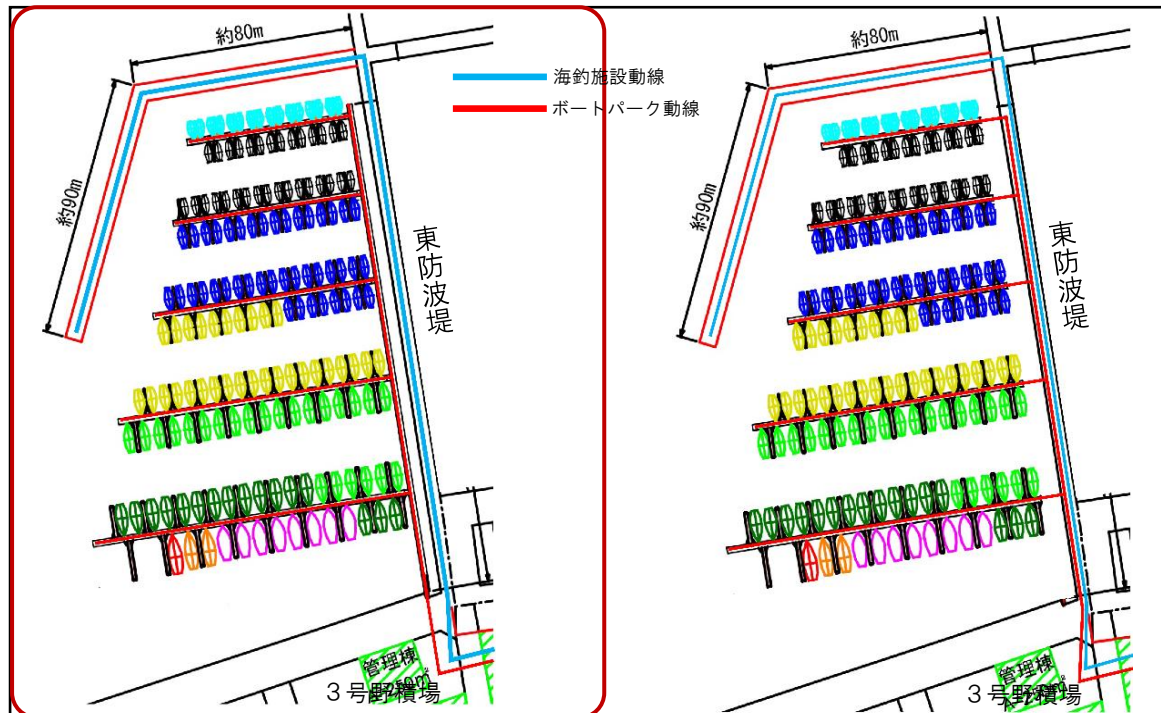 約80m
約90m
海釣施設動線
ボートパーク動線
東防波堤
管理棟
3号野積場
約80m
約90m
東防波堤
管理棟
3号野積場